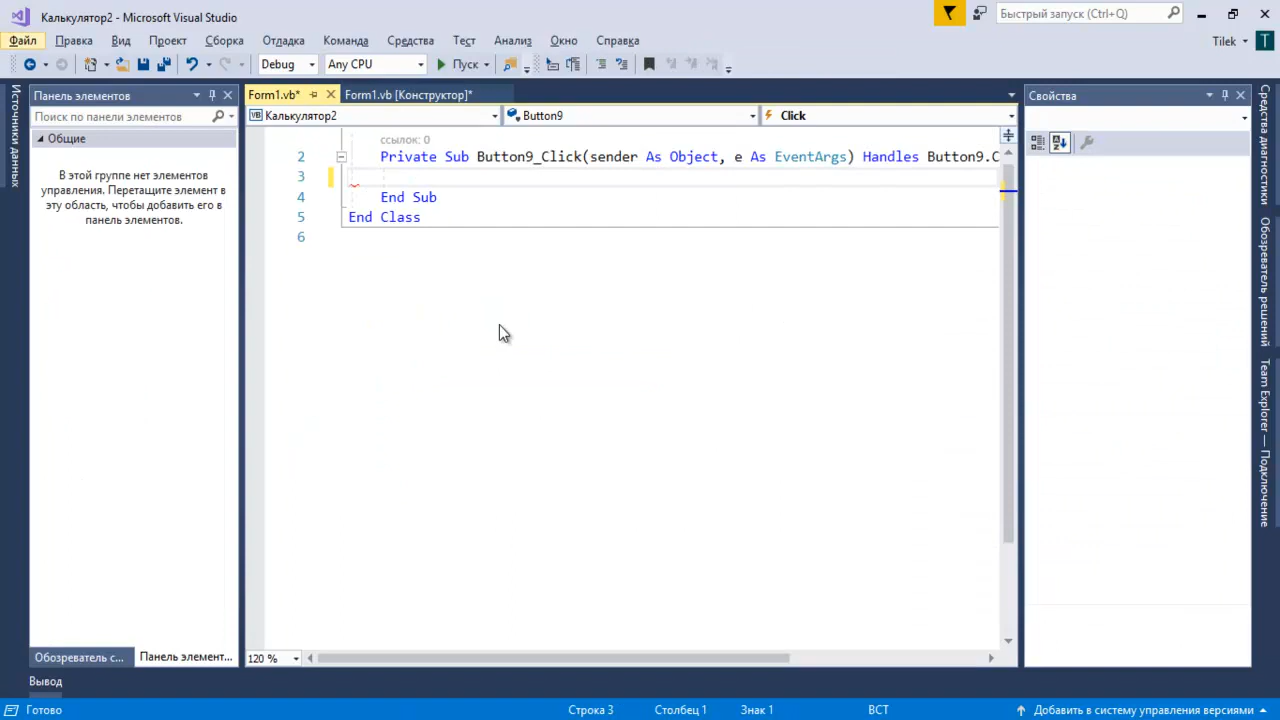 Калькулятор2 - Microsoft Visual Studio
Быстрый запуск (Ctrl+Q)
Файл Правка Вид Проект Сборка Отладка Команда Средства Тест Анализ Окно Справка
Tilek T
Debug Any CPU Пуск
Источники данных
Панель элементов
Поиск по панели элементов
Общие
В этой группе нет элементов
управления. Перетащите элемент в
эту область, чтобы добавить его в
панель элементов.
Обозреватель с... Панель элемент...
Form1.vb* Form1.vb [Конструктор]*
VB Калькулятор2 Button9 Click
ссылок: 0
2 Private Sub Button9_Click(sender As Object, e As EventArgs) Handles Button9.C
3
4 End Sub
5 End Class
6
120 %
Свойства
Средства диагностики
Обозреватель решений
Team Explorer — Подключение
Вывод
Готово Строка 3 Столбец 1 Знак 1 ВСТ Добавить в систему управления версиями